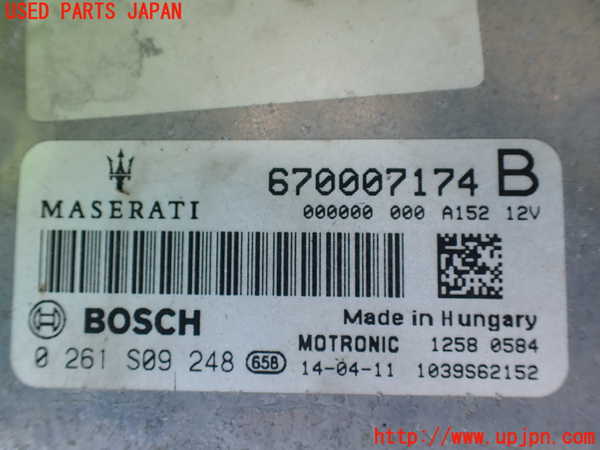 USED PARTS JAPAN
670007174 B
MASERATI
000000 000 A152 12V
BOSCH
Made in Hungary
MOTRONIC 1258 0584
0 261 S09 248 658
14-04-11 1039S62152
http://www.upjpn.com/